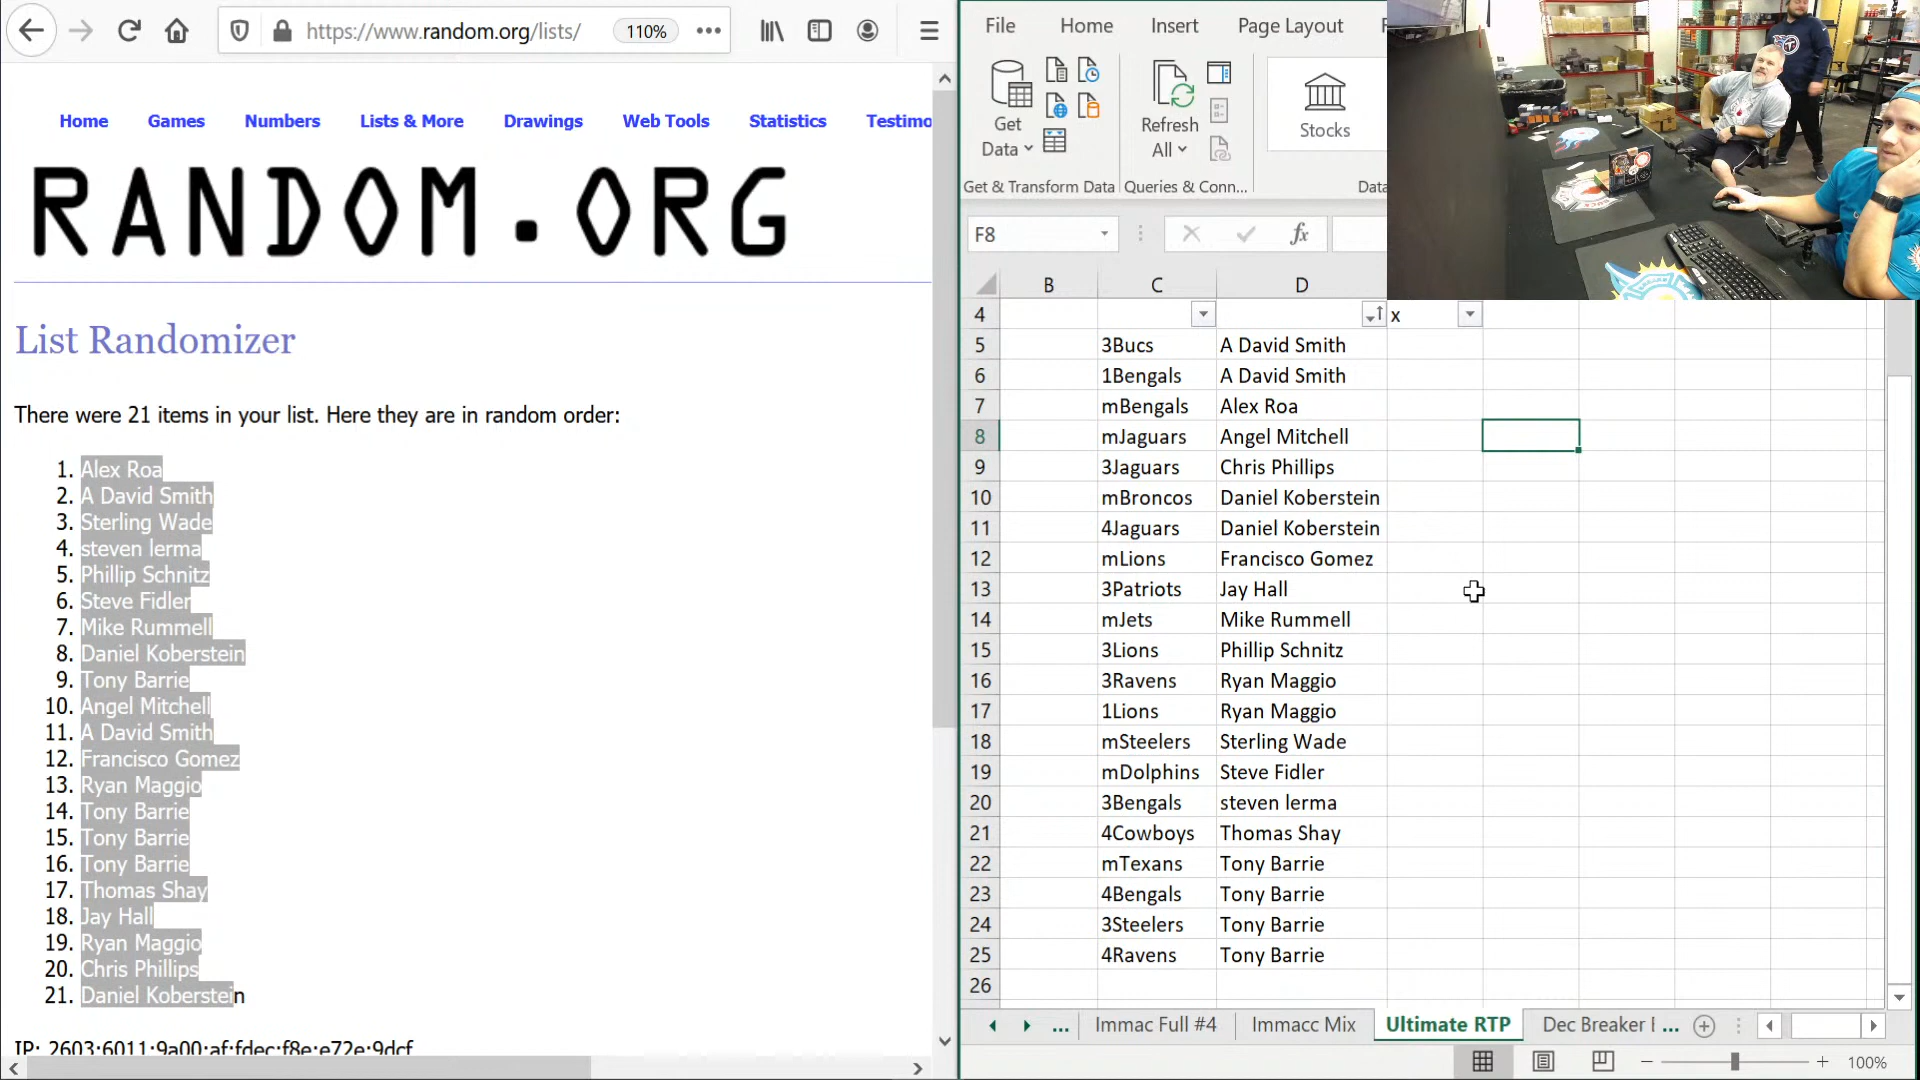 https://www.random.org/lists/
110%
Home Games Numbers Lists & More Drawings Web Tools Statistics Testimo
RANDOM.ORG
List Randomizer
There were 21 items in your list. Here they are in random order:
1. Alex Roa
2. A David Smith
3. Sterling Wade
4. steven lerma
5. Phillip Schnitz
6. Steve Fidler
7. Mike Rummell
8. Daniel Koberstein
9. Tony Barrie
10. Angel Mitchell
11. A David Smith
12. Francisco Gomez
13. Ryan Maggio
14. Tony Barrie
15. Tony Barrie
16. Tony Barrie
17. Thomas Shay
18. Jay Hall
19. Ryan Maggio
20. Chris Phillips
21. Daniel Koberstein
IP: 2603:6011:9a00:af:fdec:f8e:e72e:9dcf
File Home Insert Page Layout F
Get Data
Refresh All
Stocks
Get & Transform Data Queries & Conn... Data
F8
fx
B C D
4 x
5 3Bucs A David Smith
6 1Bengals A David Smith
7 mBengals Alex Roa
8 mJaguars Angel Mitchell
9 3Jaguars Chris Phillips
10 mBroncos Daniel Koberstein
11 4Jaguars Daniel Koberstein
12 mLions Francisco Gomez
13 3Patriots Jay Hall
14 mJets Mike Rummell
15 3Lions Phillip Schnitz
16 3Ravens Ryan Maggio
17 1Lions Ryan Maggio
18 mSteelers Sterling Wade
19 mDolphins Steve Fidler
20 3Bengals steven lerma
21 4Cowboys Thomas Shay
22 mTexans Tony Barrie
23 4Bengals Tony Barrie
24 3Steelers Tony Barrie
25 4Ravens Tony Barrie
26
... Immac Full #4 Immacc Mix Ultimate RTP Dec Breaker ...
100%